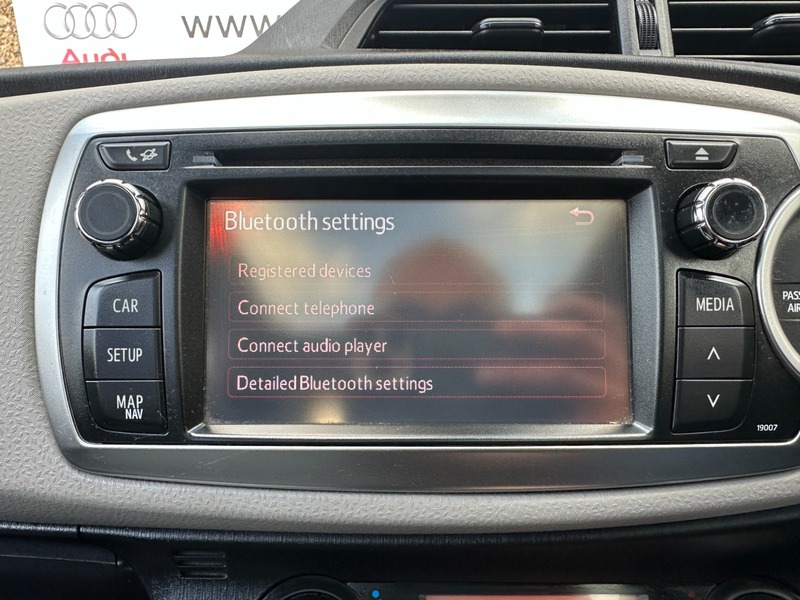 Audi
WWW.
Bluetooth settings
Registered devices
Connect telephone
Connect audio player
Detailed Bluetooth settings
CAR
SETUP
MAP
NAV
MEDIA
PASS
AIR
19007